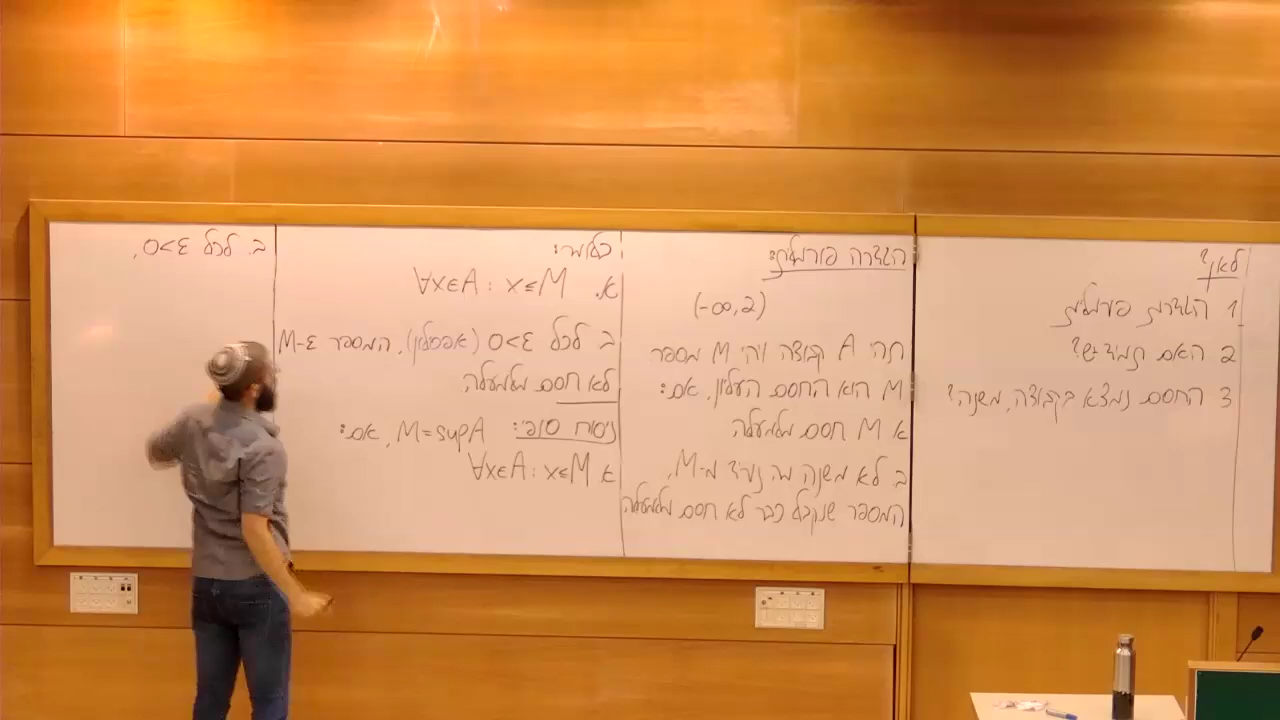 לאן?
1 הגדרות פורמליות
2 האם תמיד יש?
3 החסם נמצא בקבוצה, משנה?
הגדרה פורמלית:
(-∞,2)
תהי A קבוצה ויהי M מספר
M הוא החסם העליון, אם:
א M חסם מלמעלה
ב לא משנה מה נוריד מ-M,
המספר שנקבל כבר לא חסם מלמעלה
כלומר:
א. ∀x∈A: x≤M
ב לכל 0<ε (אפסילון), המספר M-ε
לא חסם מלמעלה
ניסוח סופי: M=supA, אם:
א ∀x∈A: x≤M
ב. לכל 0<ε,